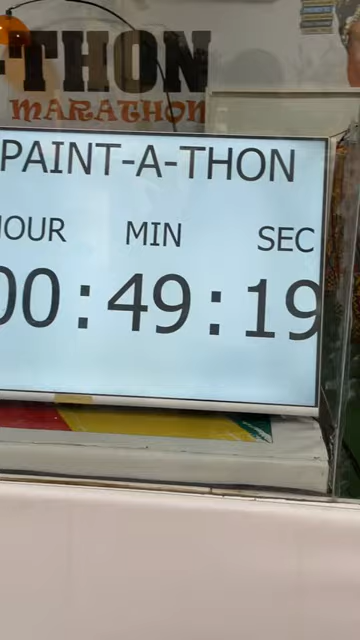 -THON
MARATHON
PAINT-A-THON
HOUR MIN SEC
00:49:19